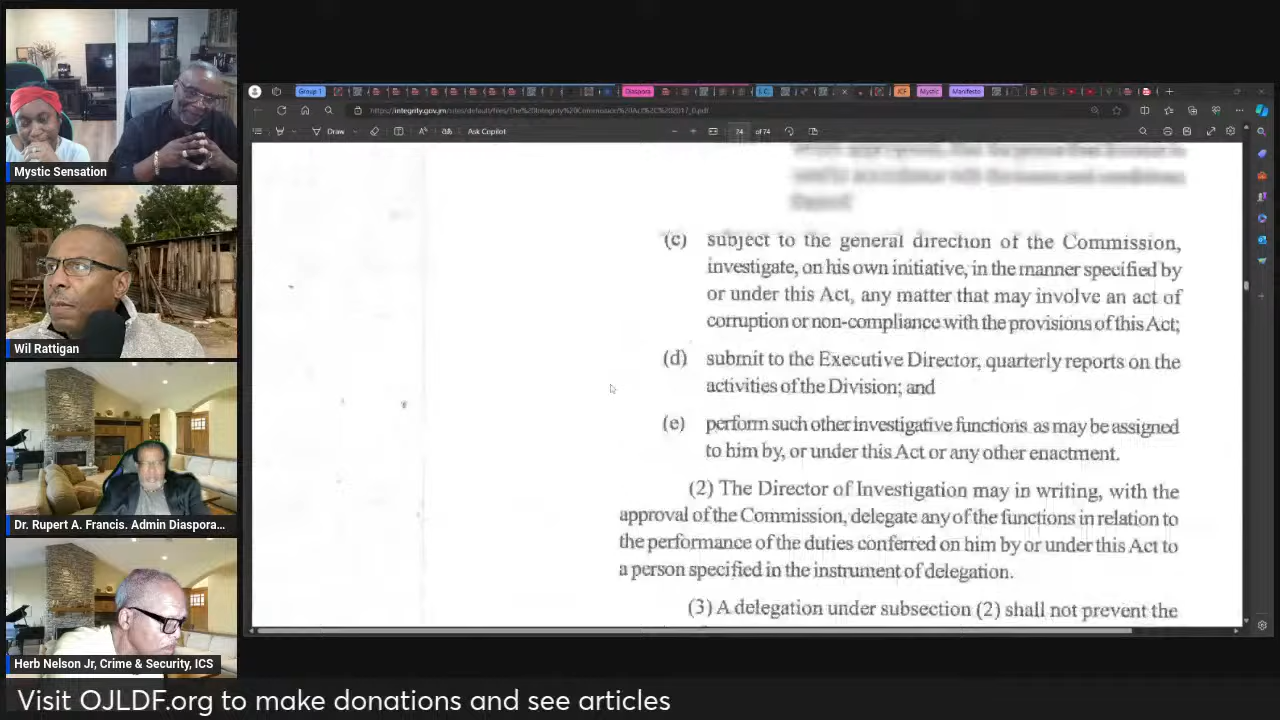 Mystic Sensation
Wil Rattigan
Dr. Rupert A. Francis. Admin Diaspora...
Herb Nelson Jr, Crime & Security, ICS
Group 1
Diaspora
ICF
Mystic
Manifesto
Draw
Ask Copilot
74 of 74
(c) subject to the general direction of the Commission,
investigate, on his own initiative, in the manner specified by
or under this Act, any matter that may involve an act of
corruption or non-compliance with the provisions of this Act;
(d) submit to the Executive Director, quarterly reports on the
activities of the Division; and
(e) perform such other investigative functions as may be assigned
to him by, or under this Act or any other enactment.
(2) The Director of Investigation may in writing, with the
approval of the Commission, delegate any of the functions in relation to
the performance of the duties conferred on him by or under this Act to
a person specified in the instrument of delegation.
(3) A delegation under subsection (2) shall not prevent the
Visit OJLDF.org to make donations and see articles